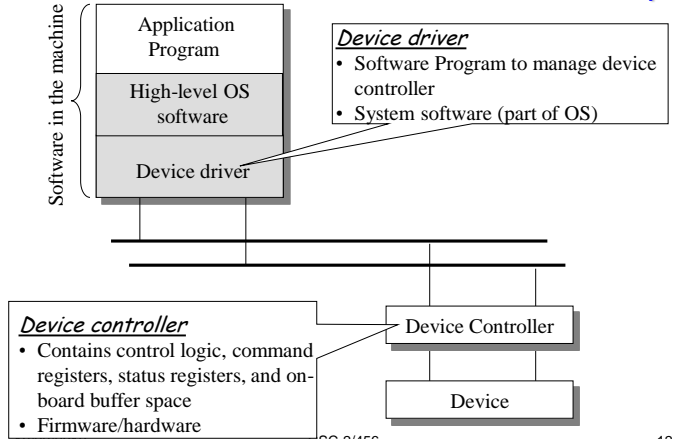 Software in the machine
Application
Program
High-level OS
software
Device driver
Device driver
• Software Program to manage device
controller
• System software (part of OS)
Device controller
• Contains control logic, command
registers, status registers, and on-
board buffer space
• Firmware/hardware
Device Controller
Device